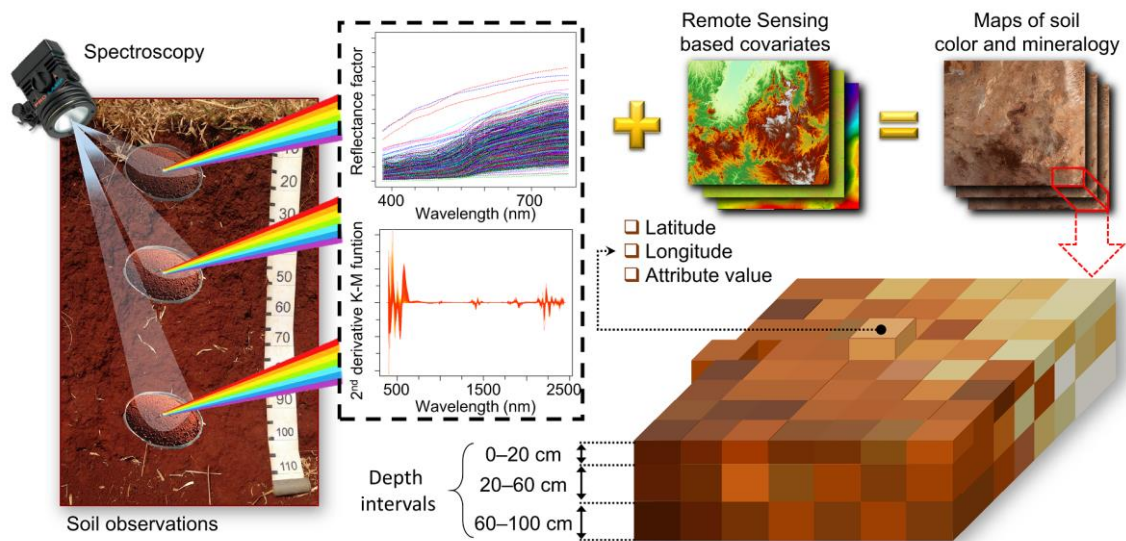 Spectroscopy
Soil observations
10
20
30
50
60
70
90
100
110
Reflectance factor
400
700
Wavelength (nm)
2nd derivative K-M funtion
500
1500
2500
Wavelength (nm)
Remote Sensing
based covariates
Maps of soil
color and mineralogy
Latitude
Longitude
Attribute value
Depth
intervals
0–20 cm
20–60 cm
60–100 cm